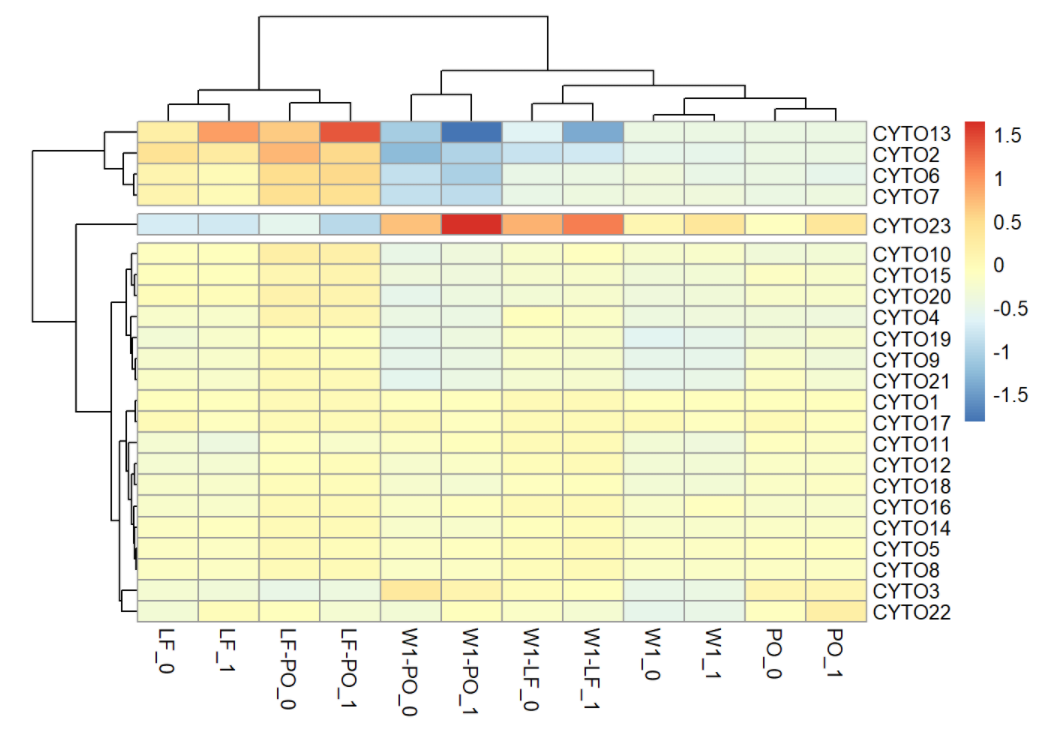 CYTO13
CYTO2
CYTO6
CYTO7
CYTO23
CYTO10
CYTO15
CYTO20
CYTO4
CYTO19
CYTO9
CYTO21
CYTO1
CYTO17
CYTO11
CYTO12
CYTO18
CYTO16
CYTO14
CYTO5
CYTO8
CYTO3
CYTO22
1.5
1
0.5
0
-0.5
-1
-1.5
LF_0
LF_1
LF-PO_0
LF-PO_1
W1-PO_0
W1-PO_1
W1-LF_0
W1-LF_1
W1_0
W1_1
PO_0
PO_1